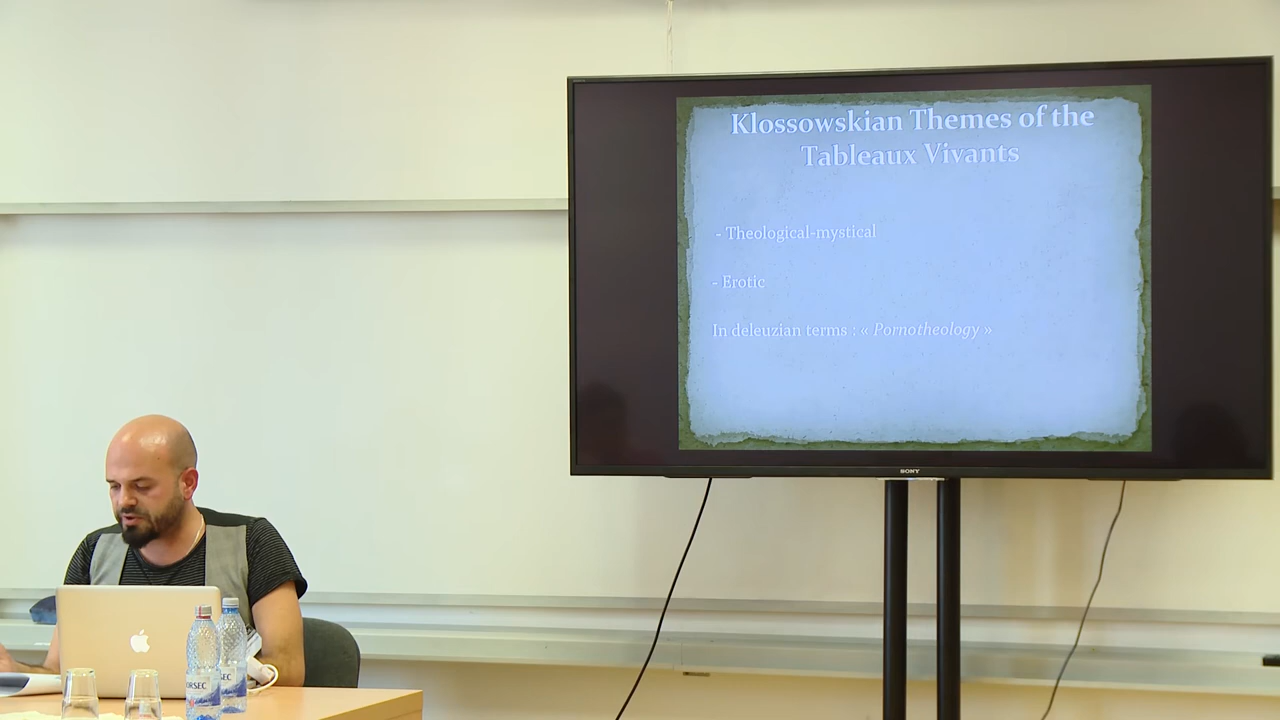 Klossowskian Themes of the
Tableaux Vivants
- Theological-mystical
- Erotic
In deleuzian terms : « Pornotheology »
SONY